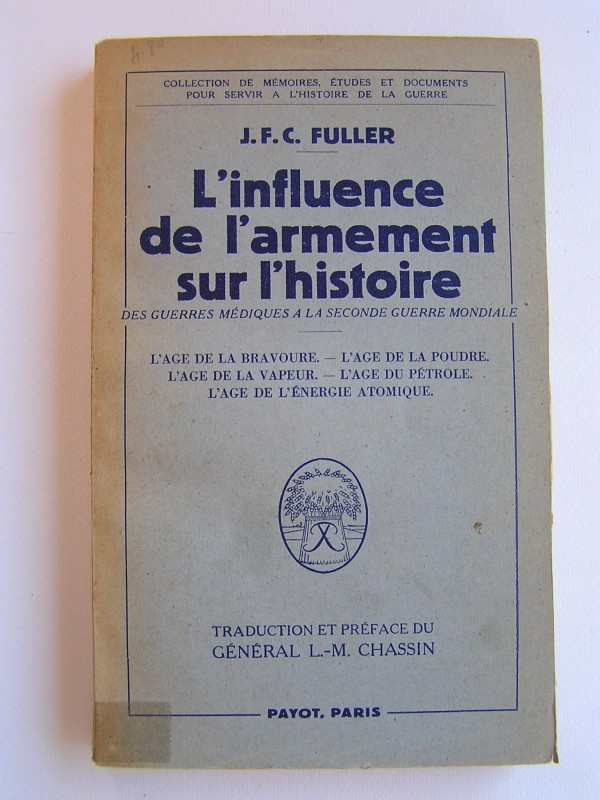 COLLECTION DE MÉMOIRES, ÉTUDES ET DOCUMENTS
POUR SERVIR A L'HISTOIRE DE LA GUERRE
J.F.C. FULLER
L'influence
de l'armement
sur l'histoire
DES GUERRES MÉDIQUES A LA SECONDE GUERRE MONDIALE
L'AGE DE LA BRAVOURE. — L'AGE DE LA POUDRE.
L'AGE DE LA VAPEUR. — L'AGE DU PÉTROLE.
L'AGE DE L'ÉNERGIE ATOMIQUE.
TRADUCTION ET PRÉFACE DU
GÉNÉRAL L.-M. CHASSIN
PAYOT, PARIS